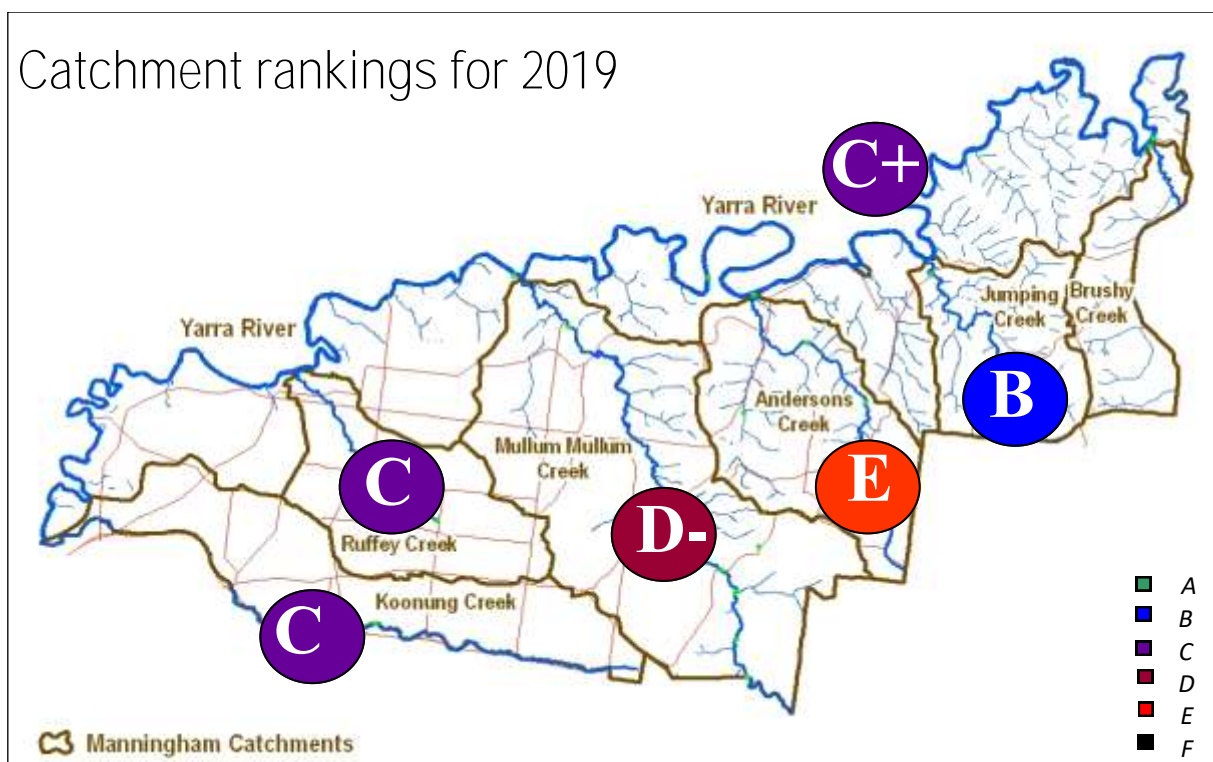 Catchment rankings for 2019
C+
Yarra River
Yarra River
Jumping
Creek
Brushy
Creek
B
Andersons
Creek
Mullum Mullum
Creek
E
C
D-
Ruffey Creek
Koonung Creek
C
A
B
C
D
E
F
Manningham Catchments